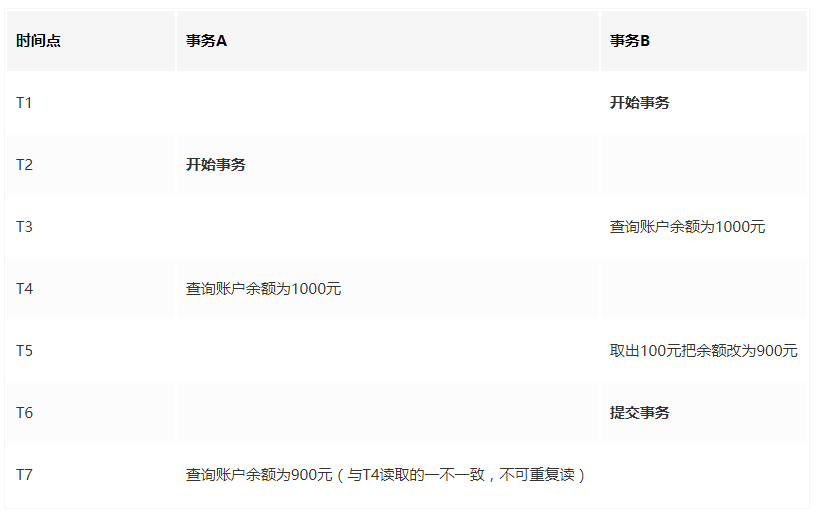 时间点 事务A 事务B
T1 开始事务
T2 开始事务
T3 查询账户余额为1000元
T4 查询账户余额为1000元
T5 取出100元把余额改为900元
T6 提交事务
T7 查询账户余额为900元（与T4读取的一不一致，不可重复读）